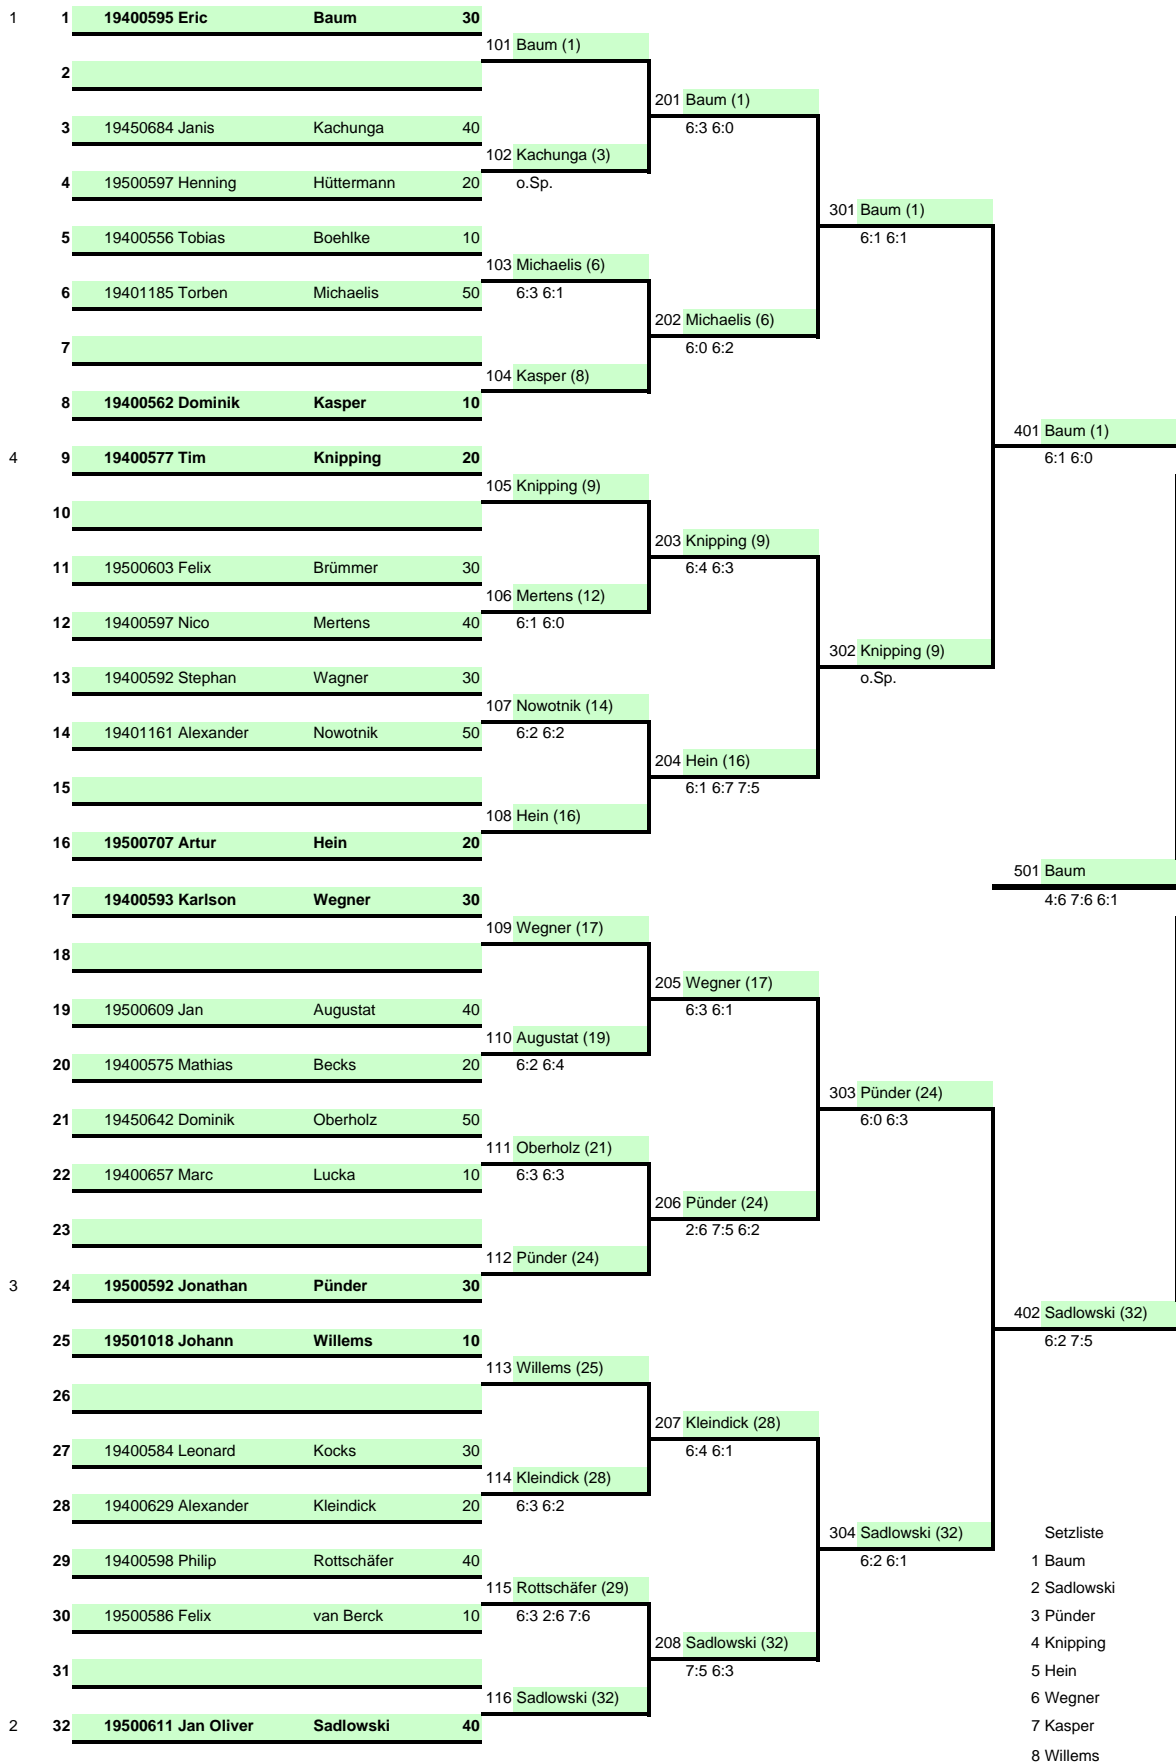 1 1 19400595 Eric Baum 30
101 Baum (1)
2
201 Baum (1)
3 19450684 Janis Kachunga 40 6:3 6:0
102 Kachunga (3)
4 19500597 Henning Hüttermann 20 o.Sp.
301 Baum (1)
5 19400556 Tobias Boehlke 10 6:1 6:1
103 Michaelis (6)
6 19401185 Torben Michaelis 50 6:3 6:1
202 Michaelis (6)
7 6:0 6:2
104 Kasper (8)
8 19400562 Dominik Kasper 10
401 Baum (1)
4 9 19400577 Tim Knipping 20 6:1 6:0
105 Knipping (9)
10
203 Knipping (9)
11 19500603 Felix Brümmer 30 6:4 6:3
106 Mertens (12)
12 19400597 Nico Mertens 40 6:1 6:0
302 Knipping (9)
13 19400592 Stephan Wagner 30 o.Sp.
107 Nowotnik (14)
14 19401161 Alexander Nowotnik 50 6:2 6:2
204 Hein (16)
15 6:1 6:7 7:5
108 Hein (16)
16 19500707 Artur Hein 20
501 Baum
17 19400593 Karlson Wegner 30 4:6 7:6 6:1
109 Wegner (17)
18
205 Wegner (17)
19 19500609 Jan Augustat 40 6:3 6:1
110 Augustat (19)
20 19400575 Mathias Becks 20 6:2 6:4
303 Pünder (24)
21 19450642 Dominik Oberholz 50 6:0 6:3
111 Oberholz (21)
22 19400657 Marc Lucka 10 6:3 6:3
206 Pünder (24)
23 2:6 7:5 6:2
112 Pünder (24)
3 24 19500592 Jonathan Pünder 30
402 Sadlowski (32)
25 19501018 Johann Willems 10 6:2 7:5
113 Willems (25)
26
207 Kleindick (28)
27 19400584 Leonard Kocks 30 6:4 6:1
114 Kleindick (28)
28 19400629 Alexander Kleindick 20 6:3 6:2
304 Sadlowski (32) Setzliste
29 19400598 Philip Rottschäfer 40 6:2 6:1 1 Baum
115 Rottschäfer (29) 2 Sadlowski
30 19500586 Felix van Berck 10 6:3 2:6 7:6 3 Pünder
208 Sadlowski (32) 4 Knipping
31 7:5 6:3 5 Hein
116 Sadlowski (32) 6 Wegner
2 32 19500611 Jan Oliver Sadlowski 40 7 Kasper
8 Willems